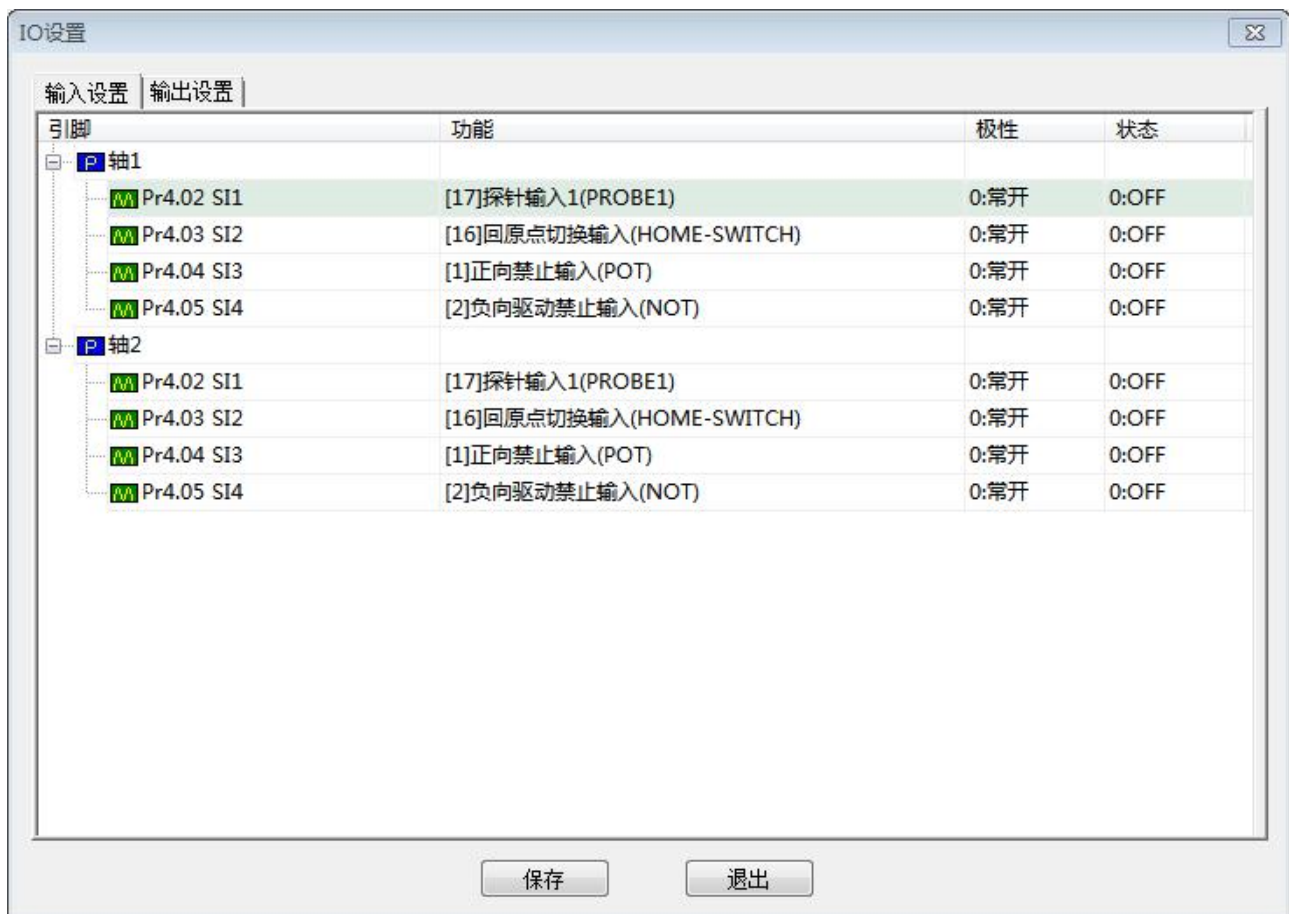 IO设置
输入设置 输出设置
引脚 功能 极性 状态
P 轴1
Pr4.02 SI1 [17]探针输入1(PROBE1) 0:常开 0:OFF
Pr4.03 SI2 [16]回原点切换输入(HOME-SWITCH) 0:常开 0:OFF
Pr4.04 SI3 [1]正向禁止输入(POT) 0:常开 0:OFF
Pr4.05 SI4 [2]负向驱动禁止输入(NOT) 0:常开 0:OFF
P 轴2
Pr4.02 SI1 [17]探针输入1(PROBE1) 0:常开 0:OFF
Pr4.03 SI2 [16]回原点切换输入(HOME-SWITCH) 0:常开 0:OFF
Pr4.04 SI3 [1]正向禁止输入(POT) 0:常开 0:OFF
Pr4.05 SI4 [2]负向驱动禁止输入(NOT) 0:常开 0:OFF
保存 退出